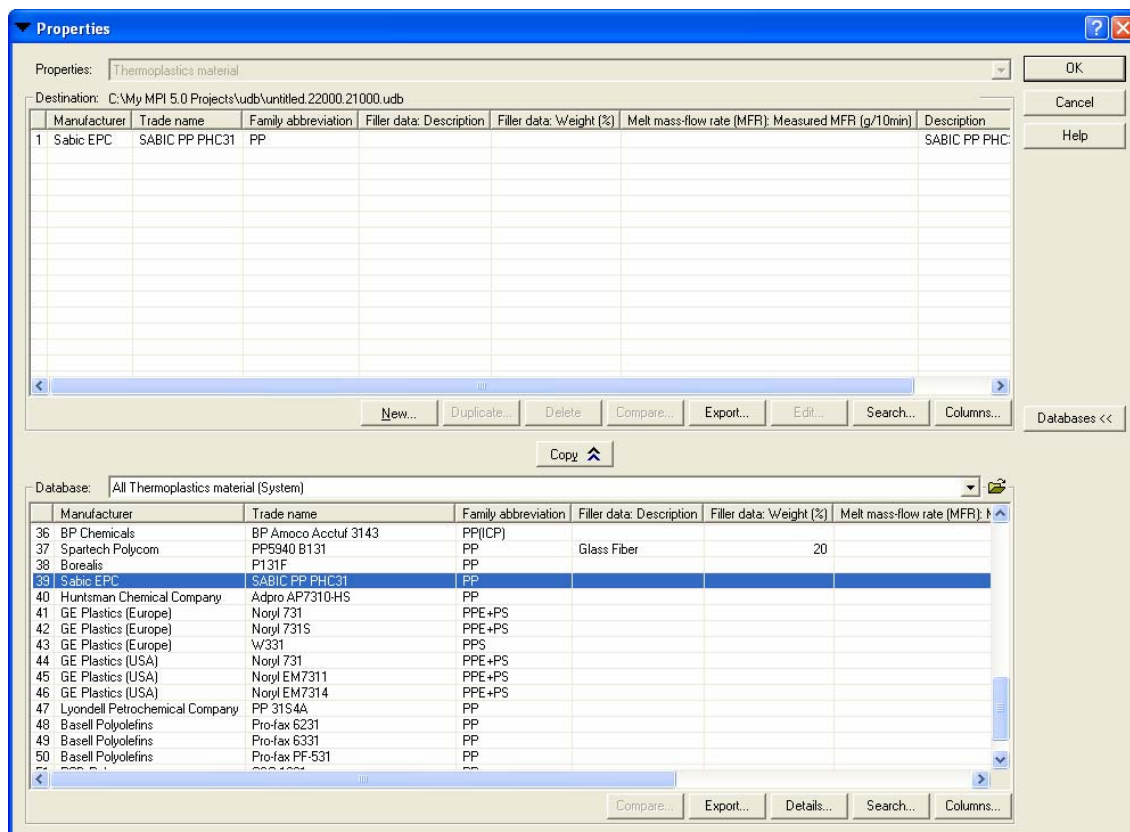 Properties
Properties: Thermoplastics material OK
Destination: C:\My MPI 5.0 Projects\udb\untitled.22000.21000.udb Cancel
Manufacturer Trade name Family abbreviation Filler data: Description Filler data: Weight (%) Melt mass-flow rate (MFR): Measured MFR (g/10min) Description
1 Sabic EPC SABIC PP PHC31 PP SABIC PP PHC Help
New... Duplicate... Delete Compare... Export... Edit... Search... Columns... Databases <<
Copy
Database: All Thermoplastics material (System)
Manufacturer Trade name Family abbreviation Filler data: Description Filler data: Weight (%) Melt mass-flow rate (MFR):
36 BP Chemicals BP Amoco Acctuf 3143 PP(ICP)
37 Spartech Polycom PP5940 B131 PP Glass Fiber 20
38 Borealis P131F PP
39 Sabic EPC SABIC PP PHC31 PP
40 Huntsman Chemical Company Adpro AP7310-HS PP
41 GE Plastics (Europe) Noryl 731 PPE+PS
42 GE Plastics (Europe) Noryl 731S PPE+PS
43 GE Plastics (Europe) W331 PPS
44 GE Plastics (USA) Noryl 731 PPE+PS
45 GE Plastics (USA) Noryl EM7311 PPE+PS
46 GE Plastics (USA) Noryl EM7314 PPE+PS
47 Lyondell Petrochemical Company PP 31S4A PP
48 Basell Polyolefins Pro-fax 6231 PP
49 Basell Polyolefins Pro-fax 6331 PP
50 Basell Polyolefins Pro-fax PF-531 PP
Compare... Export... Details... Search... Columns...